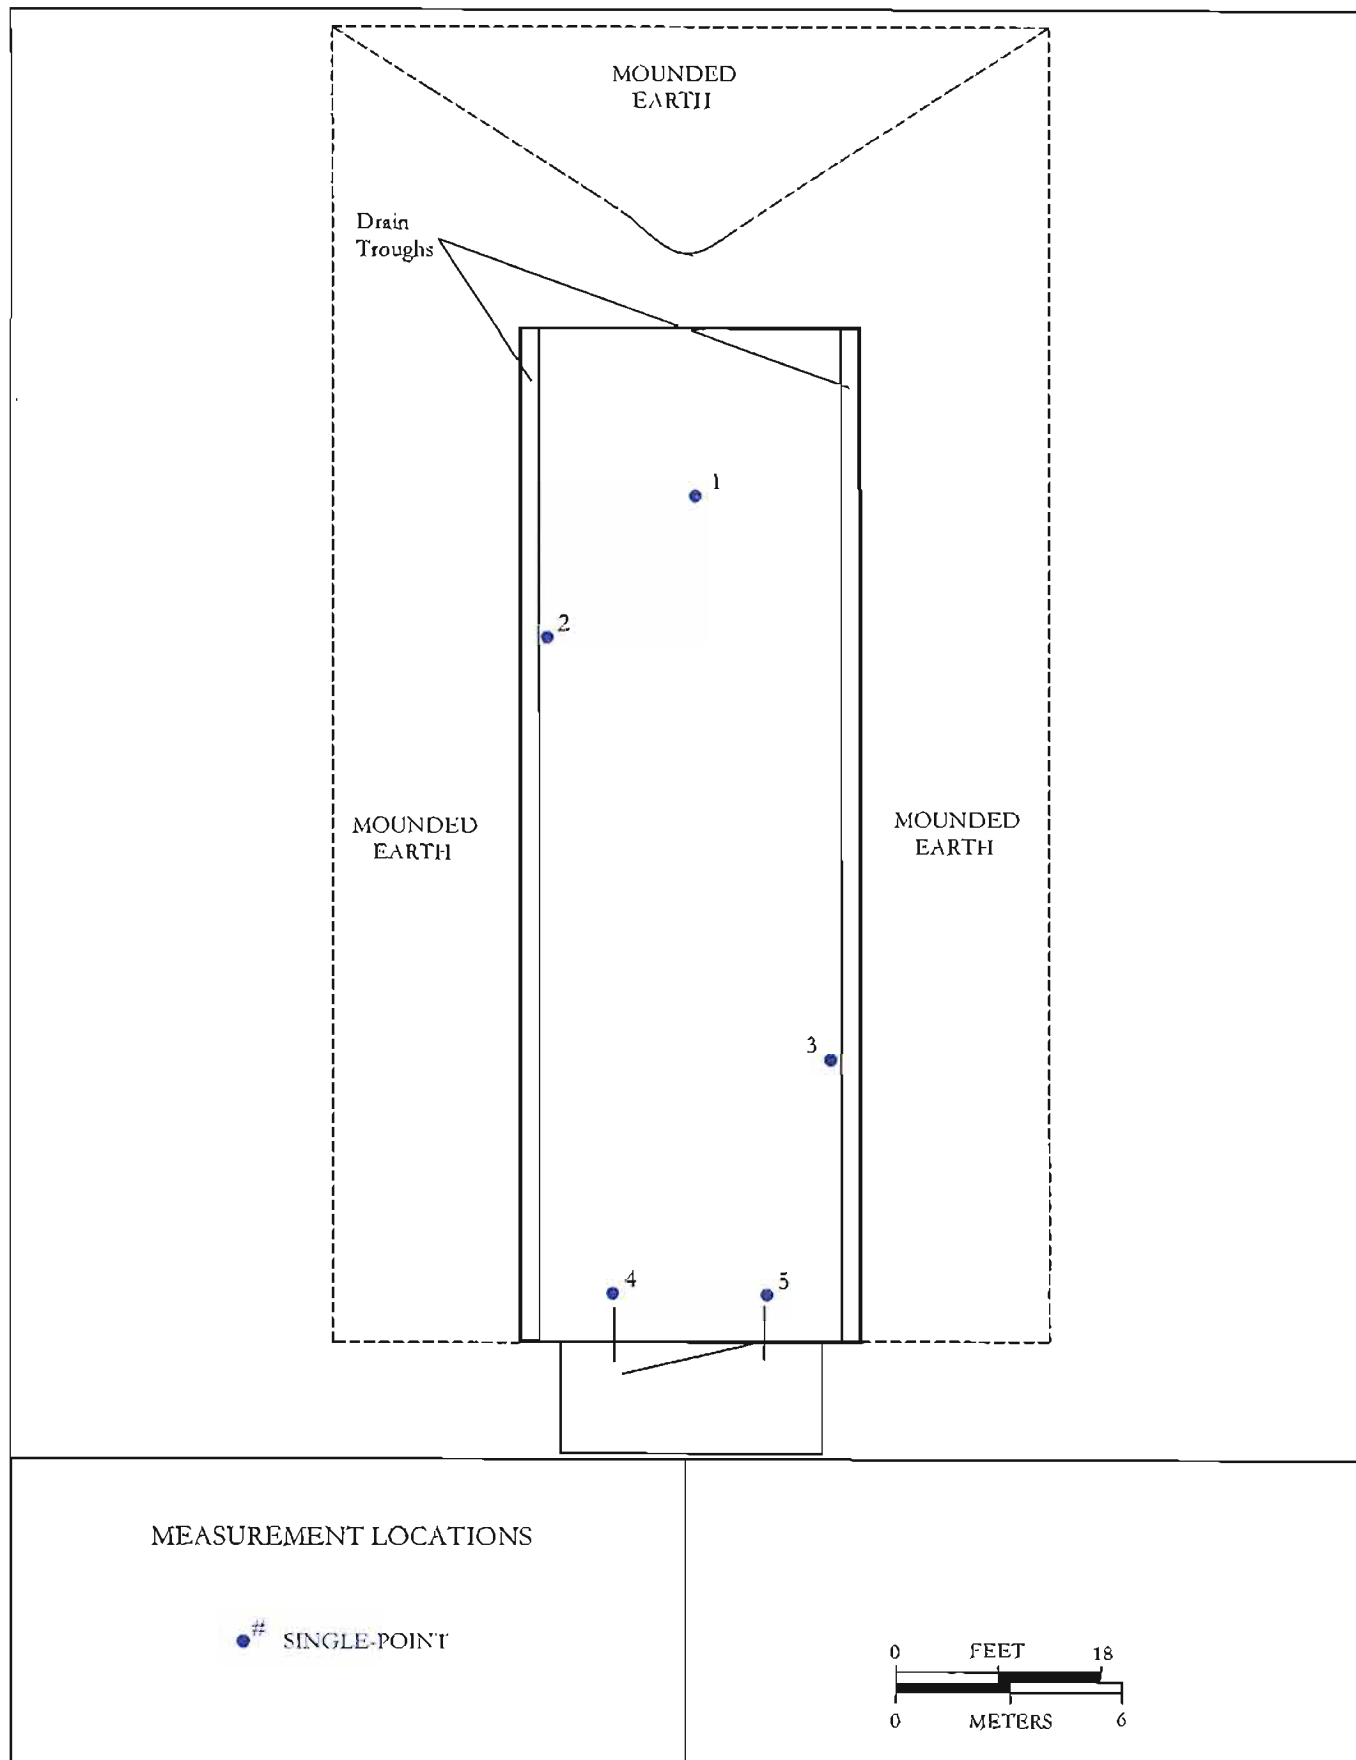 MOUNDED
EARTH
Drain
Troughs
1
2
MOUNDED
EARTH
MOUNDED
EARTH
3
4
5
MEASUREMENT LOCATIONS
# SINGLE-POINT
0 FEET 18
0 METERS 6